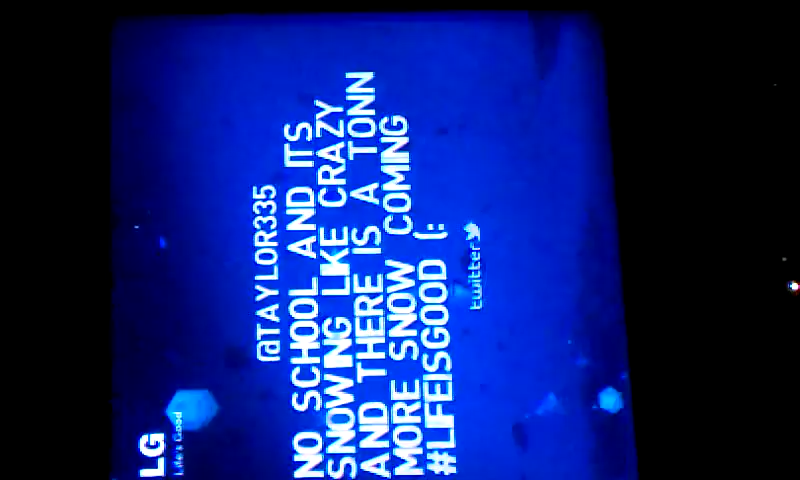 LG
Life's Good
@TAYLOR335
NO SCHOOL AND ITS
SNOWING LIKE CRAZY
AND THERE IS A TONN
MORE SNOW COMING
#LIFEISGOOD (:
twitter